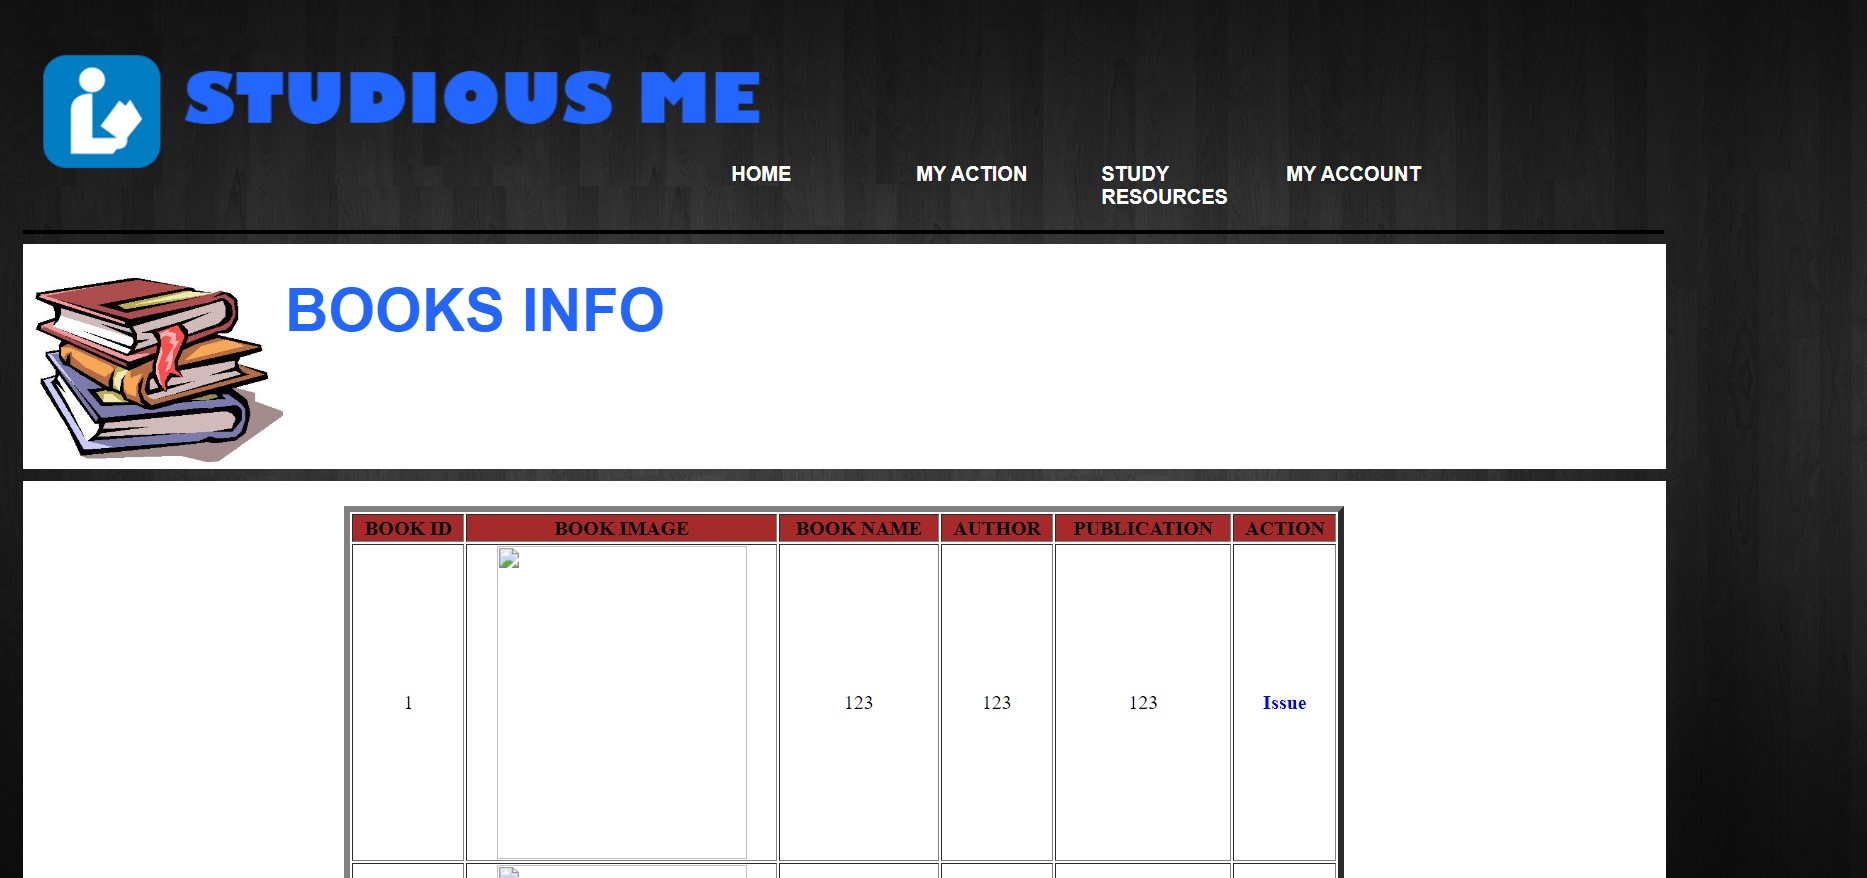 STUDIOUS ME
HOME MY ACTION STUDY MY ACCOUNT
RESOURCES
BOOKS INFO
BOOK ID BOOK IMAGE BOOK NAME AUTHOR PUBLICATION ACTION
1 123 123 123 Issue